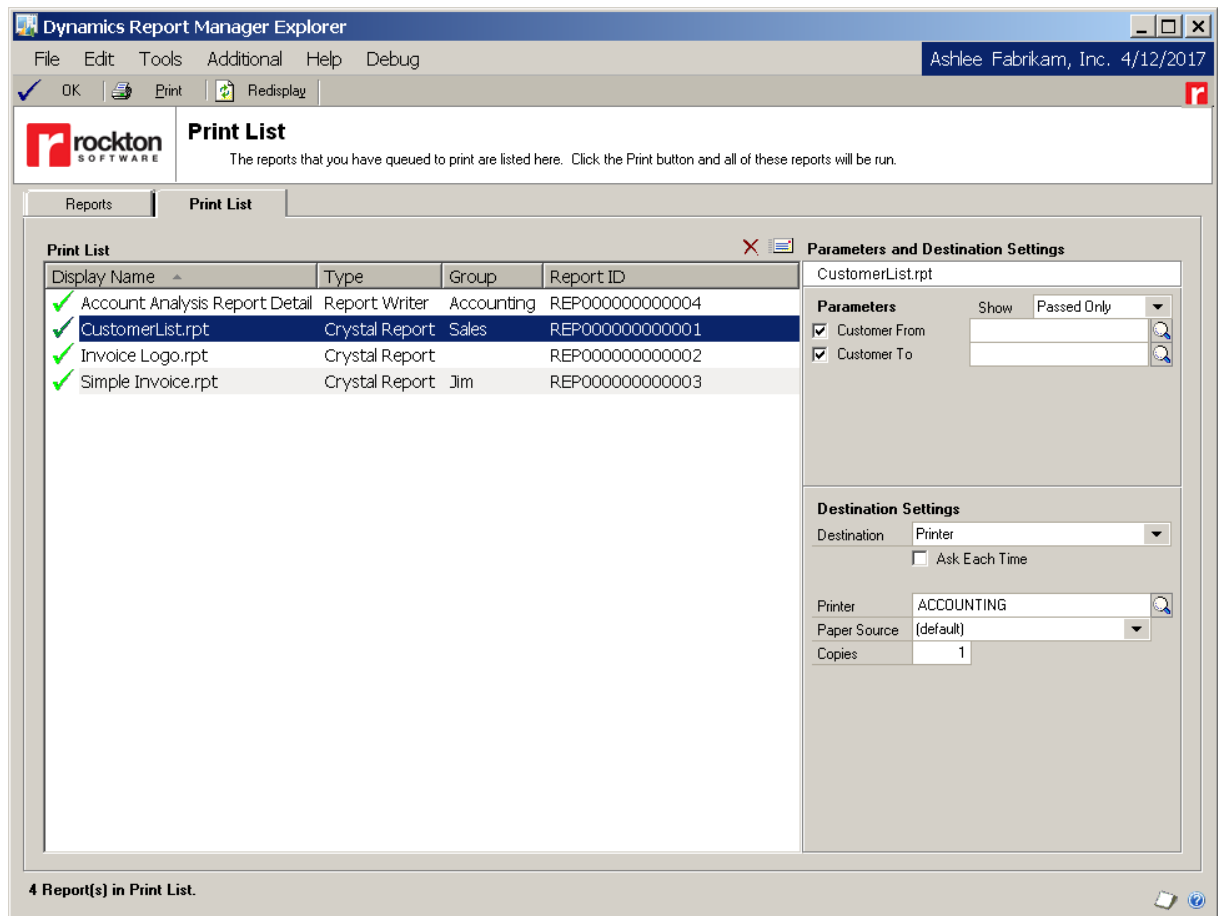 Dynamics Report Manager Explorer
File Edit Tools Additional Help Debug Ashlee Fabrikam, Inc. 4/12/2017
OK Print Redisplay
r
rockton
SOFTWARE
Print List
The reports that you have queued to print are listed here. Click the Print button and all of these reports will be run.
Reports Print List
Print List
Display Name Type Group Report ID
Account Analysis Report Detail Report Writer Accounting REP000000000004
CustomerList.rpt Crystal Report Sales REP000000000001
Invoice Logo.rpt Crystal Report REP000000000002
Simple Invoice.rpt Crystal Report Jim REP000000000003
Parameters and Destination Settings
CustomerList.rpt
Parameters Show Passed Only
Customer From
Customer To
Destination Settings
Destination Printer
Ask Each Time
Printer ACCOUNTING
Paper Source (default)
Copies 1
4 Report(s) in Print List.